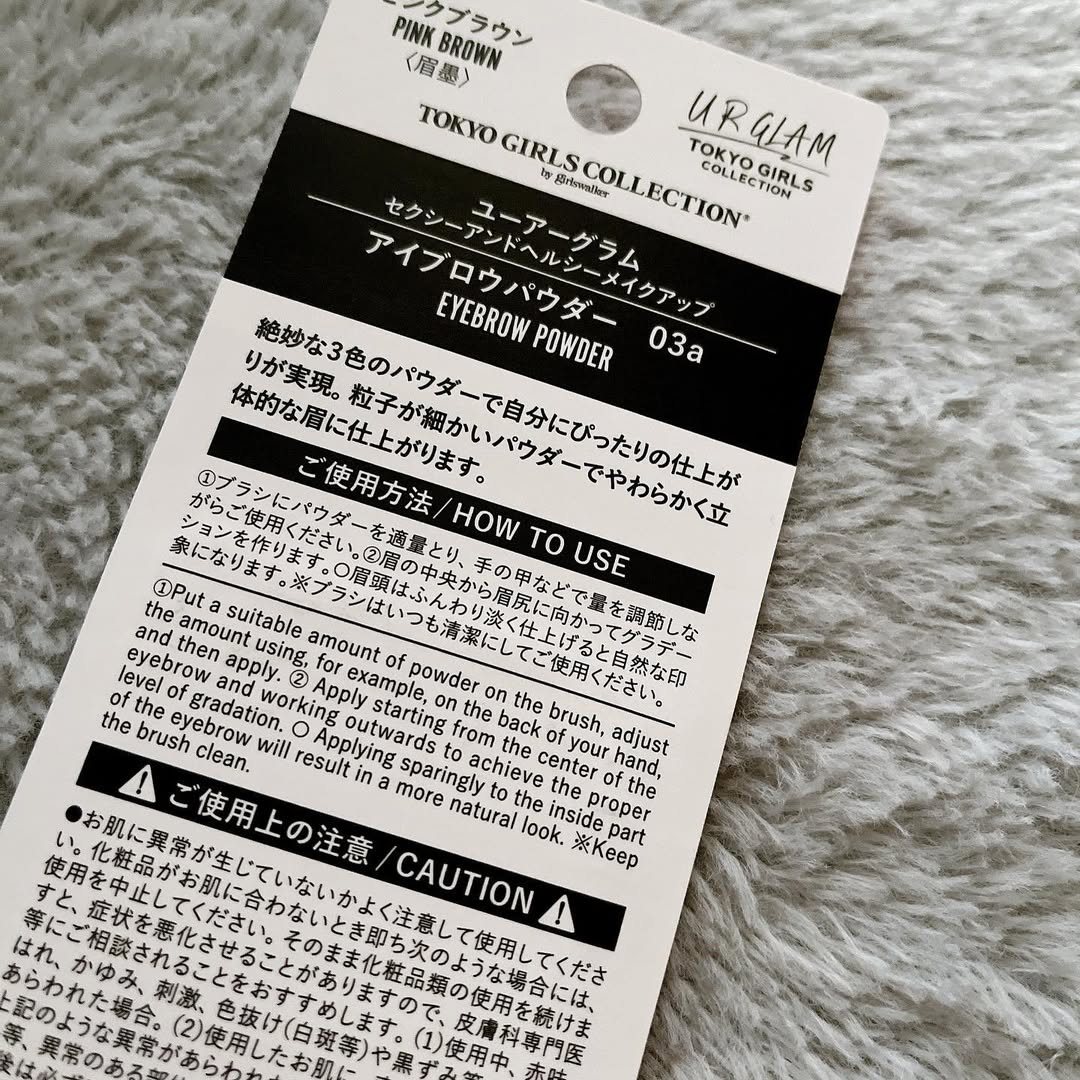 ピンクブラウン
PINK BROWN
〈眉墨〉
URGLAM
TOKYO GIRLS
COLLECTION
TOKYO GIRLS COLLECTION®
by girlswalker
ユーアーグラム
セクシーアンドヘルシーメイクアップ
アイブロウパウダー 03a
EYEBROW POWDER
絶妙な3色のパウダーで自分にぴったりの仕上が
りが実現。粒子が細かいパウダーでやわらかく立
体的な眉に仕上がります。
ご使用方法/HOW TO USE
①ブラシにパウダーを適量とり、手の甲などで量を調節しな
がらご使用ください。②眉の中央から眉尻に向かってグラデー
ションを作ります。○眉頭はふんわり淡く仕上げると自然な印
象になります。※ブラシはいつも清潔にしてご使用ください。
①Put a suitable amount of powder on the brush, adjust
the amount using, for example, on the back of your hand,
and then apply. ② Apply starting from the center of the
eyebrow and working outwards to achieve the proper
level of gradation. ○ Applying sparingly to the inside part
of the eyebrow will result in a more natural look. ※Keep
the brush clean.
⚠ ご使用上の注意 /CAUTION ⚠
●お肌に異常が生じていないかよく注意して使用してくださ
い。化粧品がお肌に合わないとき即ち次のような場合には、
使用を中止してください。そのまま化粧品類の使用を続けま
すと、症状を悪化させることがありますので、皮膚科専門医
等にご相談されることをおすすめします。(1)使用中、赤味、
はれ、かゆみ、刺激、色抜け(白斑等)や黒ずみ等
あらわれた場合。(2)使用したお肌に、
上記のような異常があらわれた
等、異常のある部